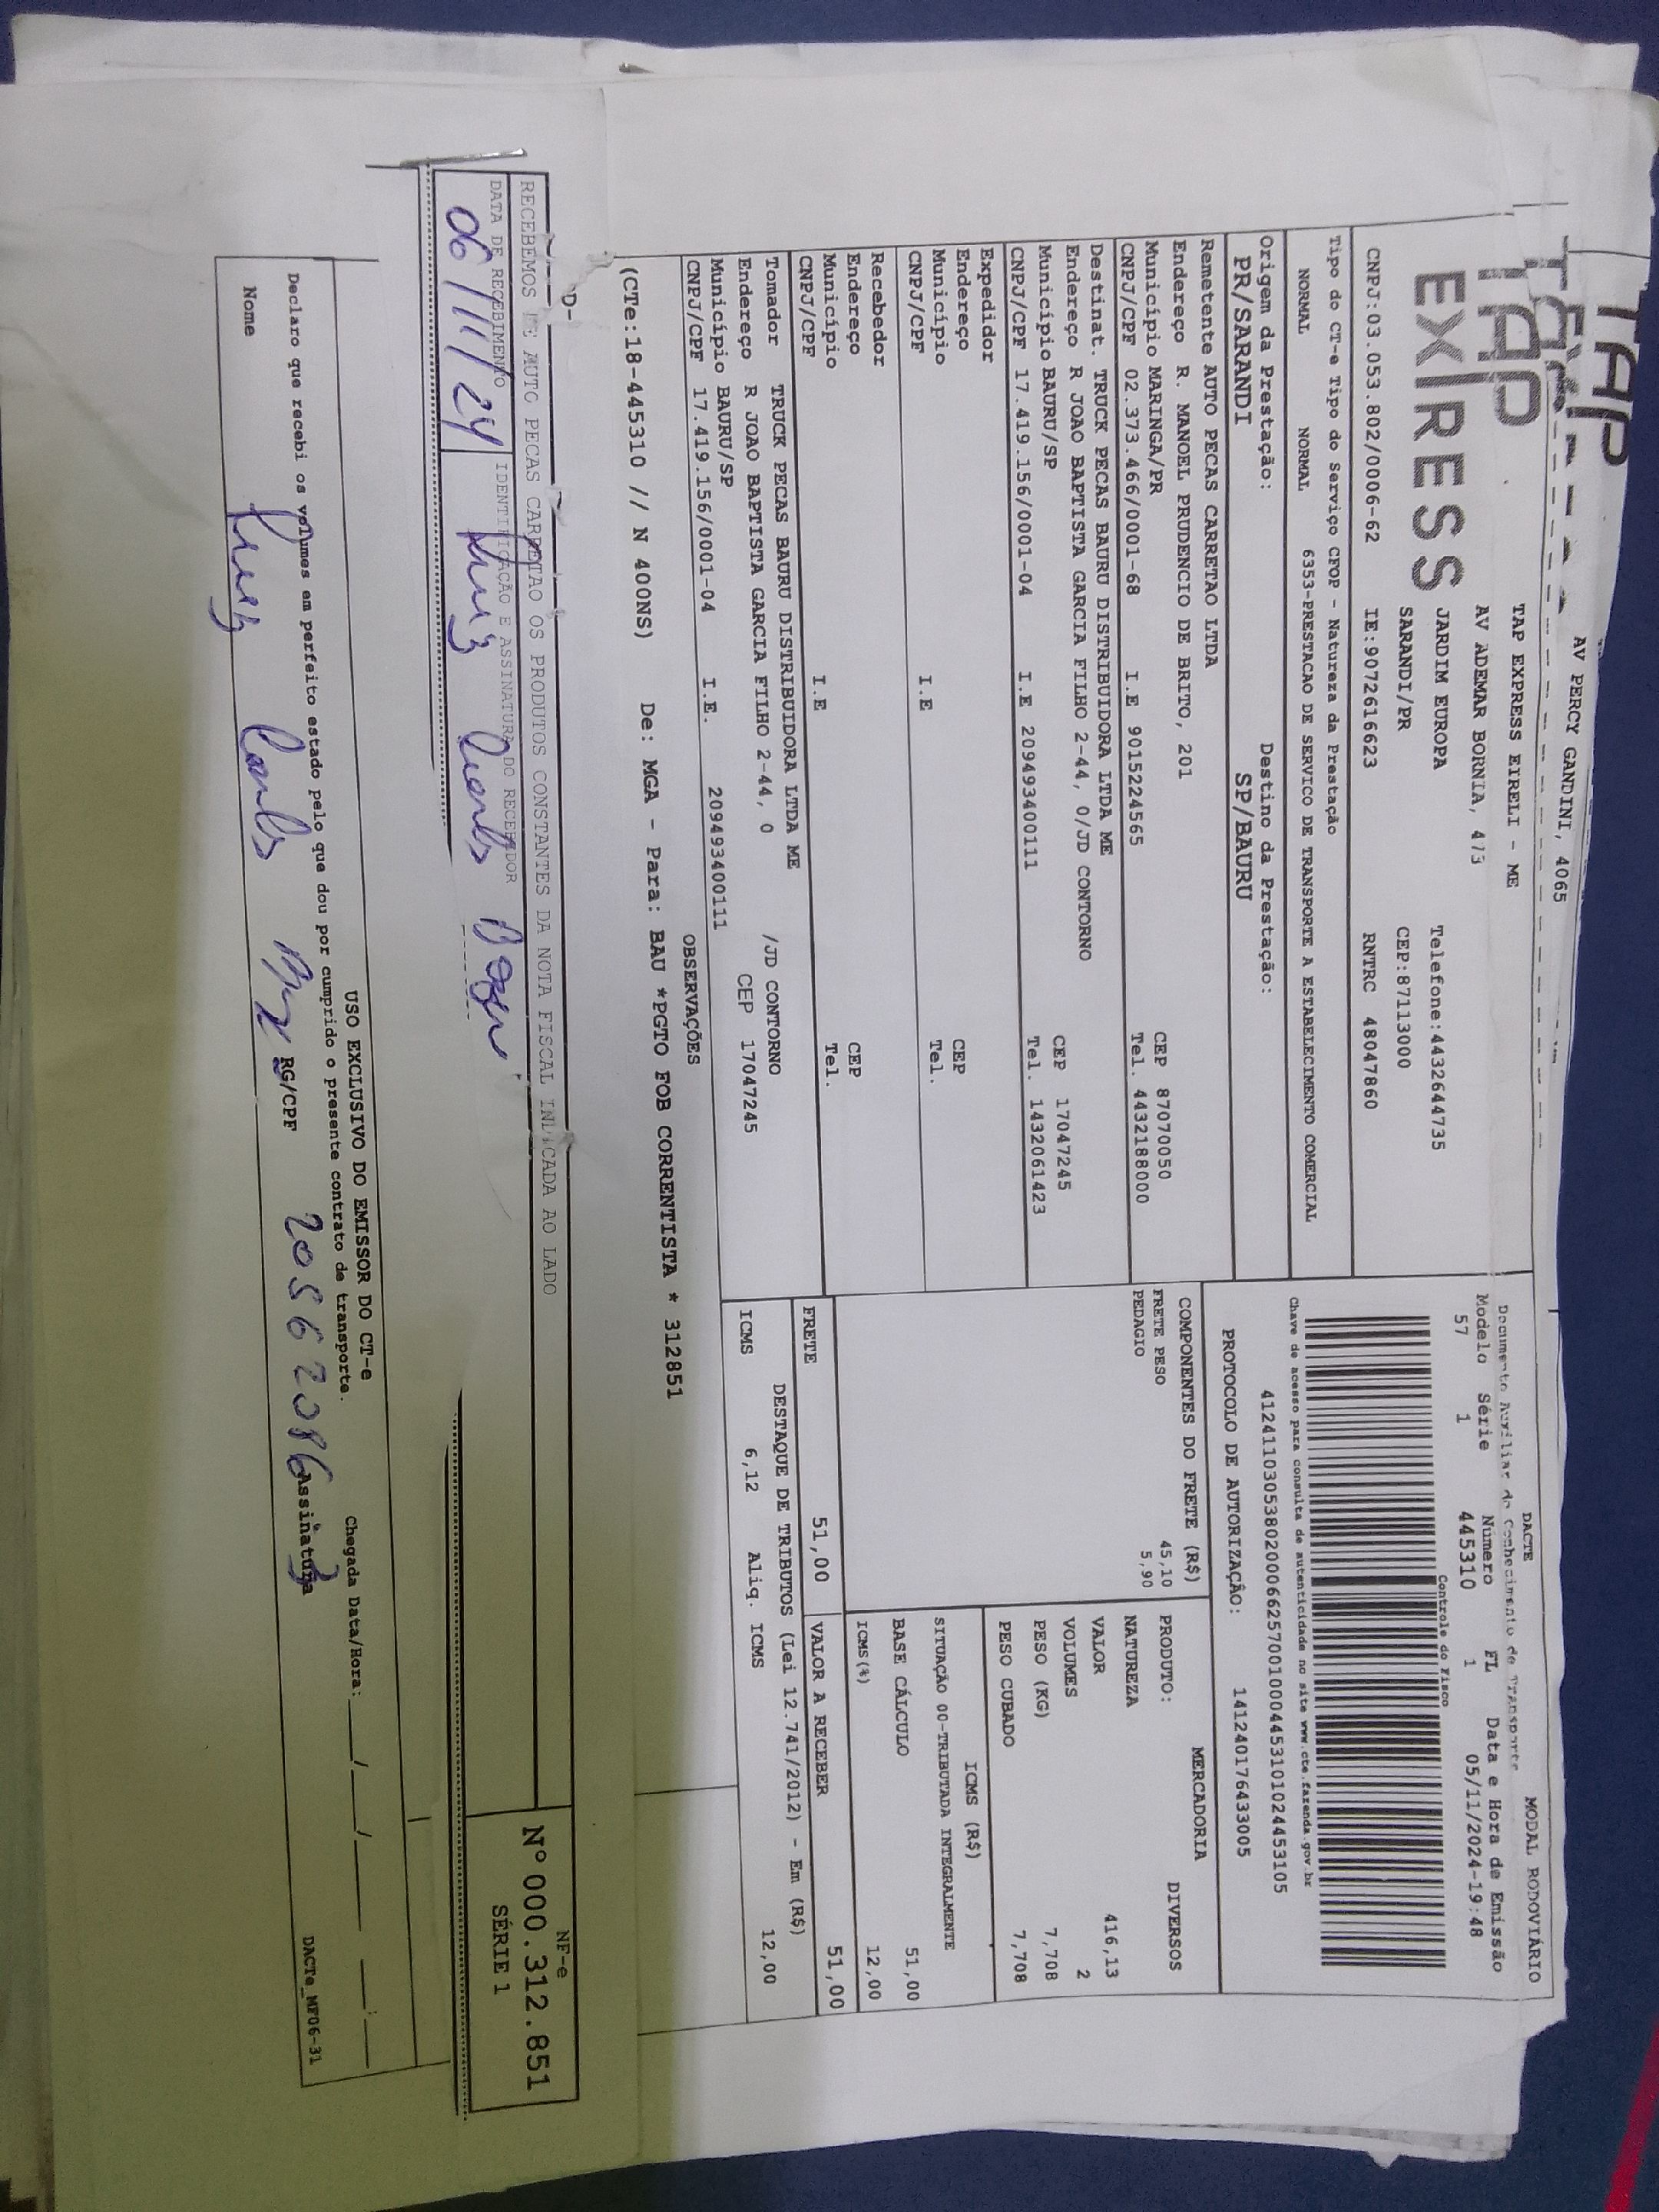 TAP
TAP
EXPRESS
AV PERCY GANDINI, 4065
TAP EXPRESS EIRELI - ME
AV ADEMAR BORNIA, 473
JARDIM EUROPA
SARANDI/PR
Telefone:4432644735
CEP:87113000
CNPJ:03.053.802/0006-62 IE:9072616623 RNTRC 48047860
DACTE MODAL RODOVIÁRIO
Documento Auxiliar de Conhecimento de Transporte
Modelo Série Número FL Data e Hora de Emissão
57 1 445310 1 05/11/2024-19:48
Controle do Fisco
Chave de acesso para consulta de autenticidade no site www.cte.fazenda.gov.br
41241103053802000662570010004453101024453105
PROTOCOLO DE AUTORIZAÇÃO: 141240176433005
Tipo do CT-e Tipo do Serviço CFOP - Natureza da Prestação
NORMAL NORMAL 6353-PRESTACAO DE SERVICO DE TRANSPORTE A ESTABELECIMENTO COMERCIAL
Origem da Prestação: Destino da Prestação:
PR/SARANDI SP/BAURU
Remetente AUTO PECAS CARRETAO LTDA
Endereço R. MANOEL PRUDENCIO DE BRITO, 201
Município MARINGA/PR CEP 87070050
CNPJ/CPF 02.373.466/0001-68 I.E 9015224565 Tel. 4432188000
Destinat. TRUCK PECAS BAURU DISTRIBUIDORA LTDA ME
Endereço R JOAO BAPTISTA GARCIA FILHO 2-44, 0/JD CONTORNO
Município BAURU/SP CEP 17047245
CNPJ/CPF 17.419.156/0001-04 I.E 209493400111 Tel. 1432061423
Expedidor
Endereço
Município CEP
CNPJ/CPF I.E Tel.
Recebedor
Endereço
Município CEP
CNPJ/CPF I.E Tel.
Tomador TRUCK PECAS BAURU DISTRIBUIDORA LTDA ME
Endereço R JOAO BAPTISTA GARCIA FILHO 2-44, 0 /JD CONTORNO
Município BAURU/SP CEP 17047245
CNPJ/CPF 17.419.156/0001-04 I.E. 209493400111
COMPONENTES DO FRETE (R$)
FRETE PESO 45,10
PEDAGIO 5,90
MERCADORIA
PRODUTO: DIVERSOS
NATUREZA
VALOR 416,13
VOLUMES 2
PESO (KG) 7,708
PESO CUBADO 7,708
ICMS (R$)
SITUAÇÃO 00-TRIBUTADA INTEGRALMENTE
BASE CÁLCULO 51,00
ICMS(%) 12,00
FRETE 51,00 VALOR A RECEBER 51,00
DESTAQUE DE TRIBUTOS (Lei 12.741/2012) - Em (R$)
ICMS 6,12 Aliq. ICMS 12,00
OBSERVAÇÕES
(CTe:18-445310 // N 400NS) De: MGA - Para: BAU *PGTO FOB CORRENTISTA * 312851
RECEBEMOS DE AUTO PECAS CARRETAO OS PRODUTOS CONSTANTES DA NOTA FISCAL INDICADA AO LADO
DATA DE RECEBIMENTO IDENTIFICAÇÃO E ASSINATURA DO RECEBEDOR
06/11/24
NF-e
Nº 000.312.851
SÉRIE 1
USO EXCLUSIVO DO EMISSOR DO CT-e
Declaro que recebi os volumes em perfeito estado pelo que dou por cumprido o presente contrato de transporte.
Chegada Data/Hora: ___/___/___ __:__
Nome RG/CPF 20562086 Assinatura
DACTe_MF06-31